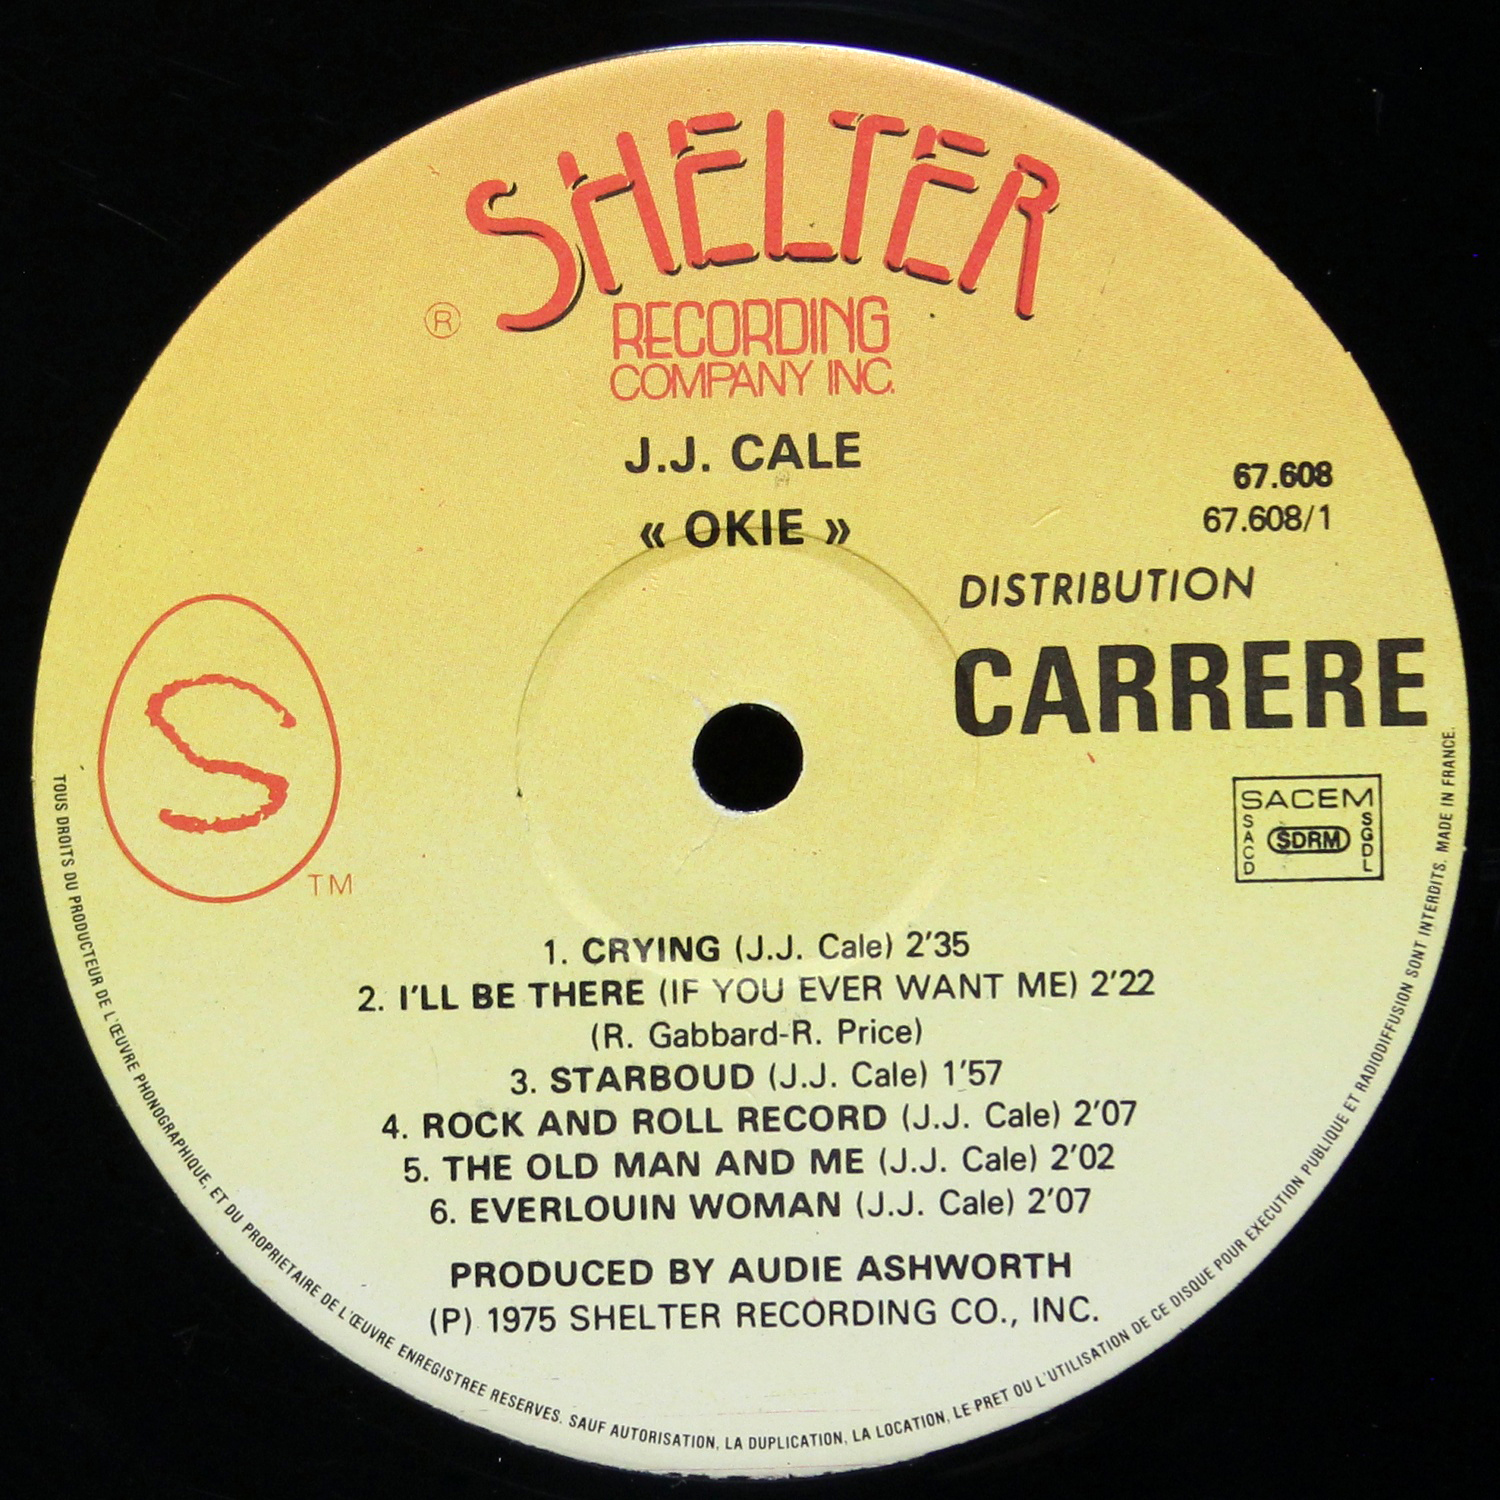 SHELTER
®
RECORDING
COMPANY INC.
J.J. CALE
« OKIE »
67.608
67.608/1
DISTRIBUTION
CARRERE
S
TM
SACEM
SACD
SDRM
SGDL
1. CRYING (J.J. Cale) 2'35
2. I'LL BE THERE (IF YOU EVER WANT ME) 2'22
(R. Gabbard-R. Price)
3. STARBOUD (J.J. Cale) 1'57
4. ROCK AND ROLL RECORD (J.J. Cale) 2'07
5. THE OLD MAN AND ME (J.J. Cale) 2'02
6. EVERLOUIN WOMAN (J.J. Cale) 2'07
PRODUCED BY AUDIE ASHWORTH
(P) 1975 SHELTER RECORDING CO., INC.
TOUS DROITS DU PRODUCTEUR DE L'ŒUVRE PHONOGRAPHIQUE, ET DU PROPRIETAIRE DE L'ŒUVRE ENREGISTREE RESERVES. SAUF AUTORISATION, LA DUPLICATION, LA LOCATION, LE PRET OU L'UTILISATION DE CE DISQUE POUR EXECUTION PUBLIQUE ET RADIODIFFUSION SONT INTERDITS. MADE IN FRANCE.